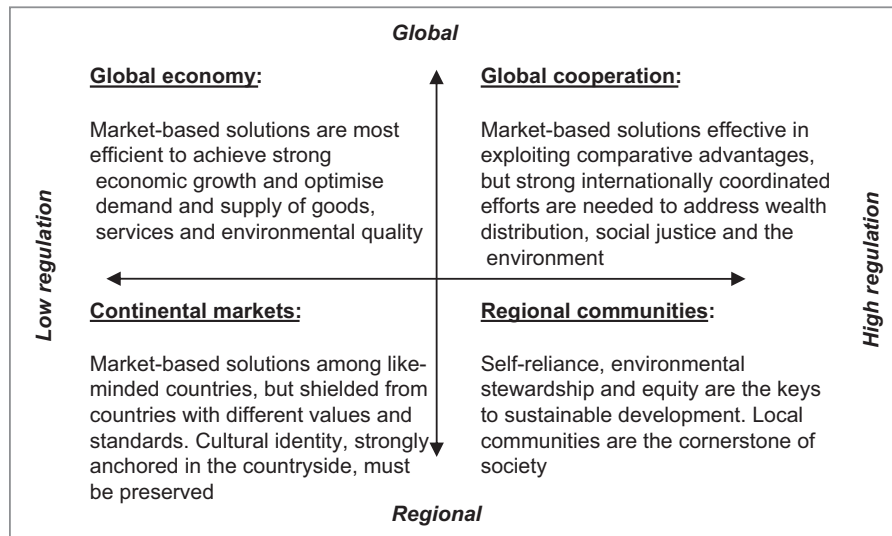 Global
Global economy:
Market-based solutions are most
efficient to achieve strong
economic growth and optimise
demand and supply of goods,
services and environmental quality
Global cooperation:
Market-based solutions effective in
exploiting comparative advantages,
but strong internationally coordinated
efforts are needed to address wealth
distribution, social justice and the
environment
Low regulation
High regulation
Continental markets:
Market-based solutions among like-
minded countries, but shielded from
countries with different values and
standards. Cultural identity, strongly
anchored in the countryside, must
be preserved
Regional communities:
Self-reliance, environmental
stewardship and equity are the keys
to sustainable development. Local
communities are the cornerstone of
society
Regional